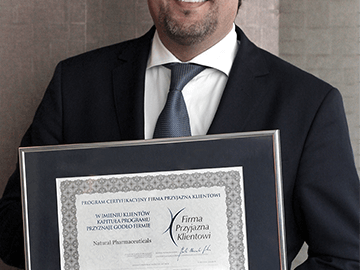 PROGRAM CERTYFIKACYJNY FIRMA PRZYJAZNA KLIENTOWI
W IMIENIU KLIENTÓW
KAPITUŁA PROGRAMU
PRZYZNAJE GODŁO FIRMIE
Natural Pharmaceuticals
Firma
Przyjazna
Klientowi